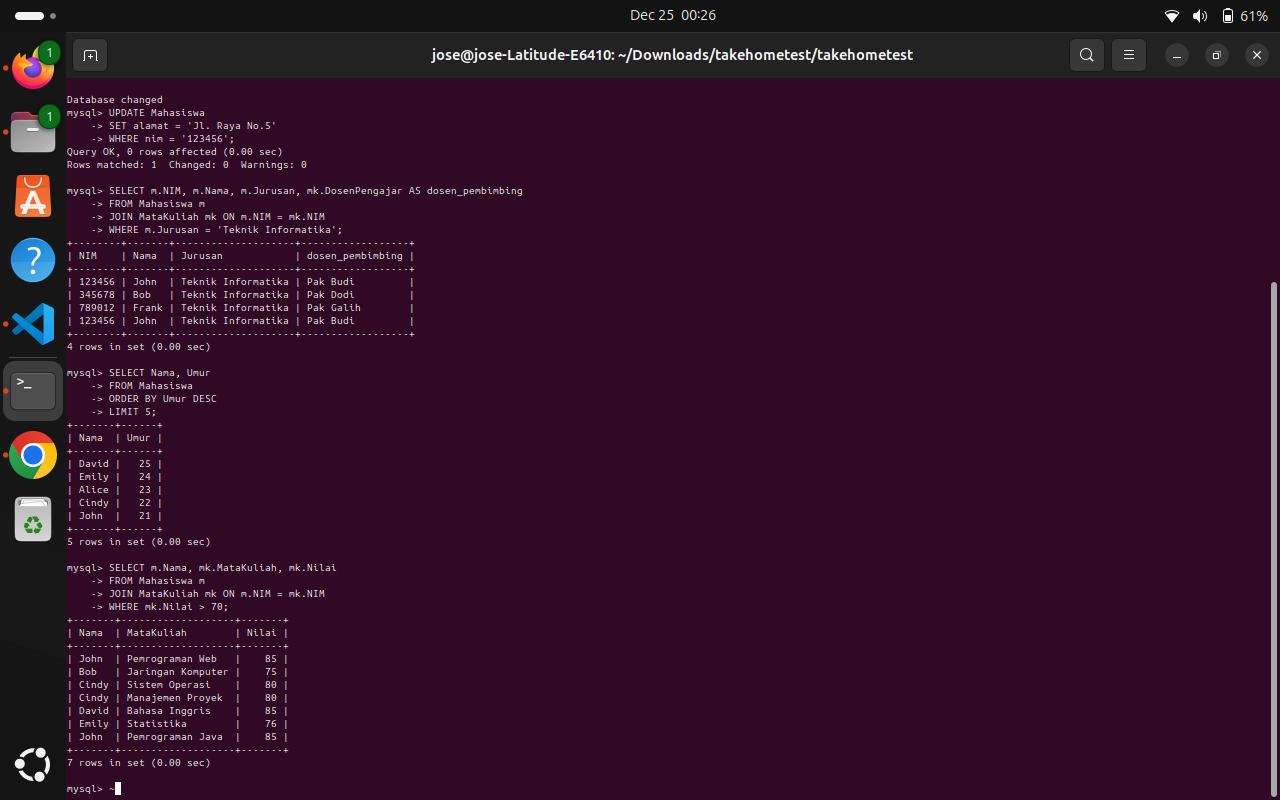 Dec 25  00:26
61%
1
jose@jose-Latitude-E6410: ~/Downloads/takehometest/takehometest
1
?
>_
Database changed
mysql> UPDATE Mahasiswa
    -> SET alamat = 'Jl. Raya No.5'
    -> WHERE nim = '123456';
Query OK, 0 rows affected (0.00 sec)
Rows matched: 1  Changed: 0  Warnings: 0
mysql> SELECT m.NIM, m.Nama, m.Jurusan, mk.DosenPengajar AS dosen_pembimbing
    -> FROM Mahasiswa m
    -> JOIN MataKuliah mk ON m.NIM = mk.NIM
    -> WHERE m.Jurusan = 'Teknik Informatika';
+--------+-------+--------------------+------------------+
| NIM    | Nama  | Jurusan            | dosen_pembimbing |
+--------+-------+--------------------+------------------+
| 123456 | John  | Teknik Informatika | Pak Budi         |
| 345678 | Bob   | Teknik Informatika | Pak Dodi         |
| 789012 | Frank | Teknik Informatika | Pak Galih        |
| 123456 | John  | Teknik Informatika | Pak Budi         |
+--------+-------+--------------------+------------------+
4 rows in set (0.00 sec)
mysql> SELECT Nama, Umur
    -> FROM Mahasiswa
    -> ORDER BY Umur DESC
    -> LIMIT 5;
+-------+------+
| Nama  | Umur |
+-------+------+
| David |   25 |
| Emily |   24 |
| Alice |   23 |
| Cindy |   22 |
| John  |   21 |
+-------+------+
5 rows in set (0.00 sec)
mysql> SELECT m.Nama, mk.MataKuliah, mk.Nilai
    -> FROM Mahasiswa m
    -> JOIN MataKuliah mk ON m.NIM = mk.NIM
    -> WHERE mk.Nilai > 70;
+-------+-------------------+-------+
| Nama  | MataKuliah        | Nilai |
+-------+-------------------+-------+
| John  | Pemrograman Web   |    85 |
| Bob   | Jaringan Komputer |    75 |
| Cindy | Sistem Operasi    |    80 |
| Cindy | Manajemen Proyek  |    80 |
| David | Bahasa Inggris    |    85 |
| Emily | Statistika        |    76 |
| John  | Pemrograman Java  |    85 |
+-------+-------------------+-------+
7 rows in set (0.00 sec)
mysql> ~